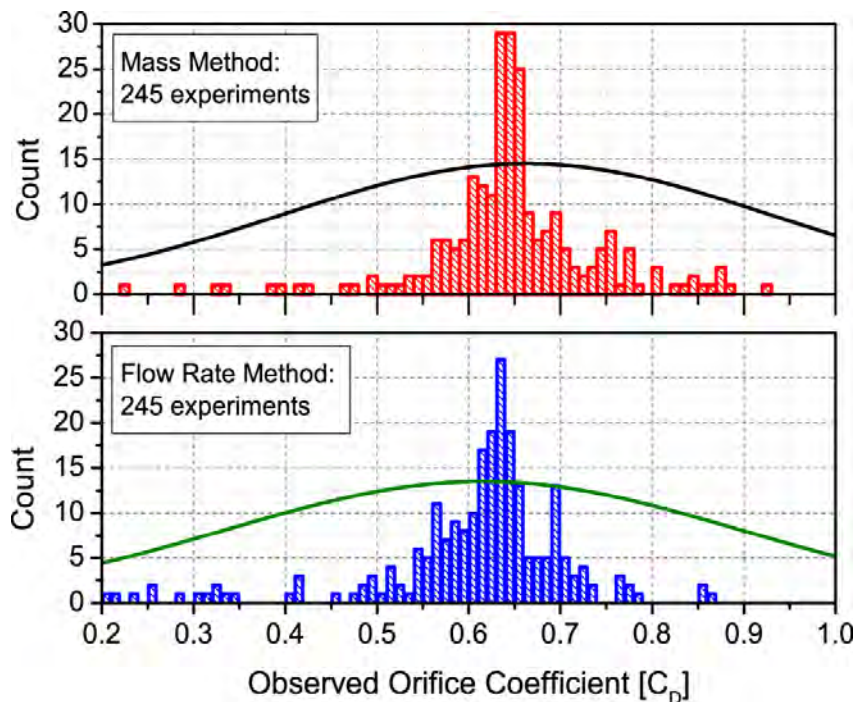 30
25
20
15
10
5
0
Count
Mass Method:
245 experiments
30
25
20
15
10
5
0
Count
Flow Rate Method:
245 experiments
0.2 0.3 0.4 0.5 0.6 0.7 0.8 0.9 1.0
Observed Orifice Coefficient [C_D]